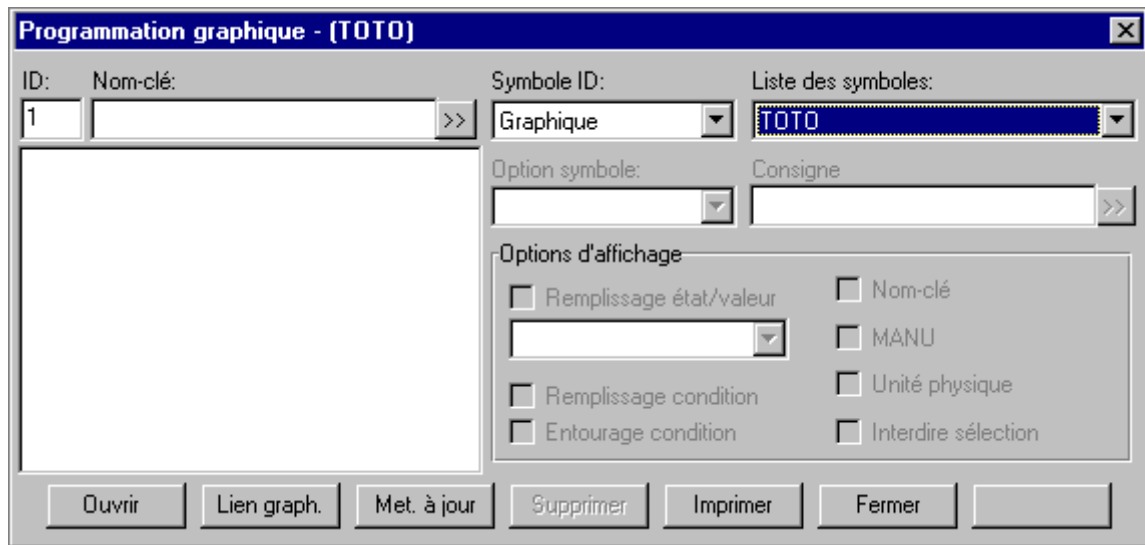 Programmation graphique - (TOTO)
ID: Nom-clé: Symbole ID: Liste des symboles:
1 >> Graphique TOTO
Option symbole: Consigne
>>
Options d'affichage
Remplissage état/valeur Nom-clé
MANU
Remplissage condition Unité physique
Entourage condition Interdire sélection
Ouvrir Lien graph. Met. à jour Supprimer Imprimer Fermer